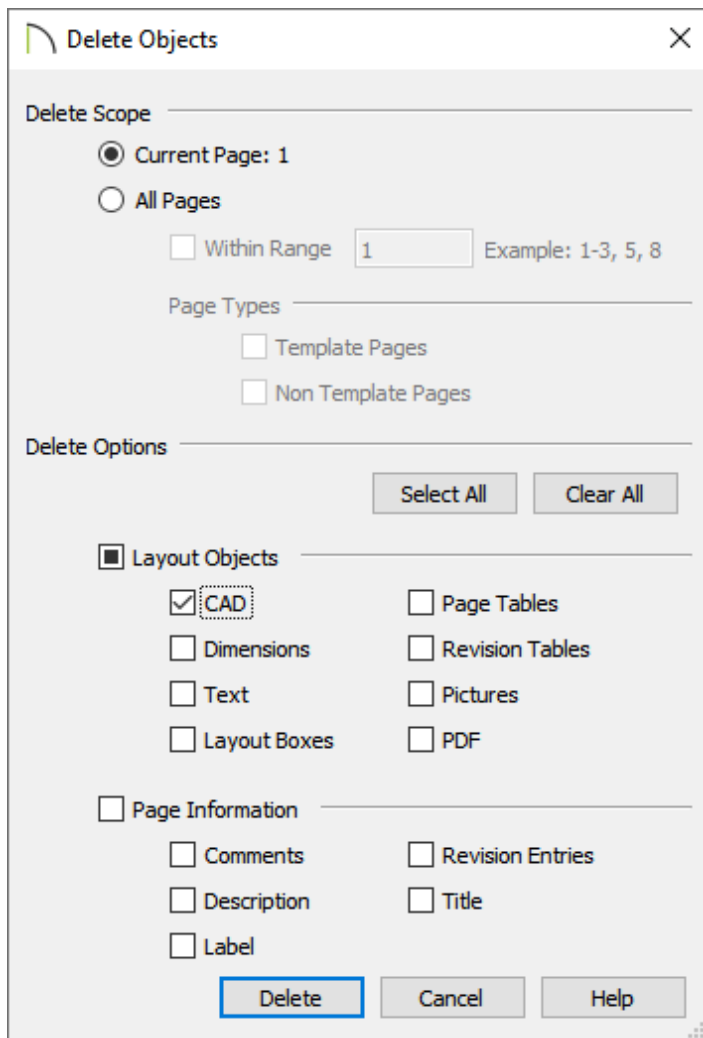 Delete Objects
Delete Scope
Current Page: 1
All Pages
Within Range 1 Example: 1-3, 5, 8
Page Types
Template Pages
Non Template Pages
Delete Options
Select All Clear All
Layout Objects
CAD Page Tables
Dimensions Revision Tables
Text Pictures
Layout Boxes PDF
Page Information
Comments Revision Entries
Description Title
Label
Delete Cancel Help